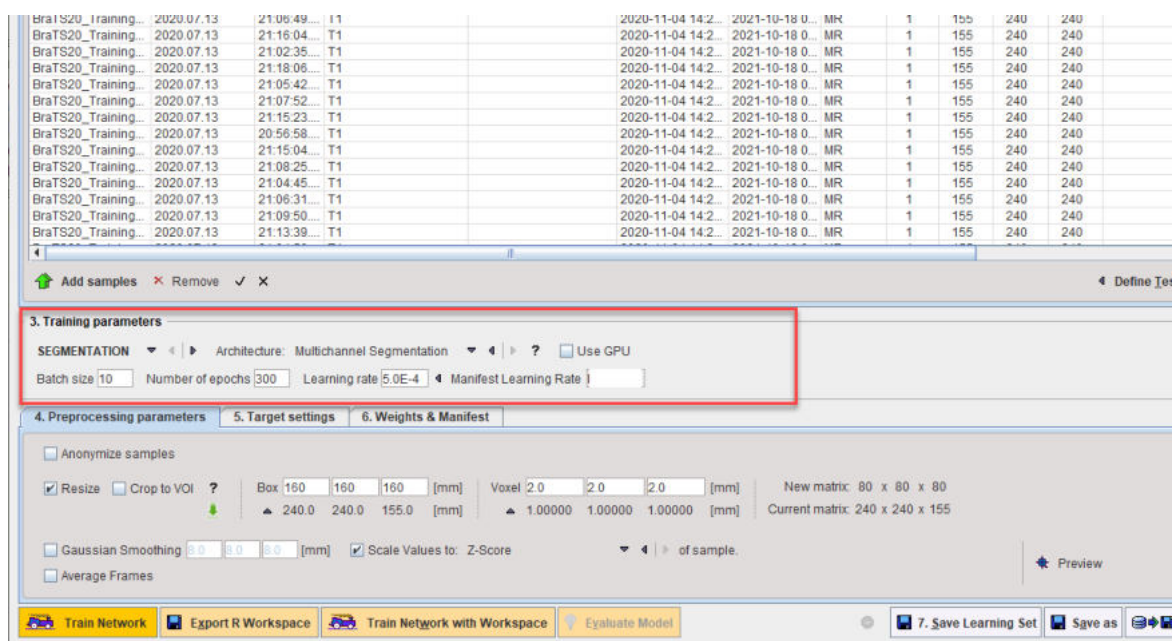 BraTS20_Training... 2020.07.13 21:06:49.... T1 2020-11-04 14:2... 2021-10-18 0... MR 1 155 240 240
BraTS20_Training... 2020.07.13 21:16:04.... T1 2020-11-04 14:2... 2021-10-18 0... MR 1 155 240 240
BraTS20_Training... 2020.07.13 21:02:35.... T1 2020-11-04 14:2... 2021-10-18 0... MR 1 155 240 240
BraTS20_Training... 2020.07.13 21:18:06.... T1 2020-11-04 14:2... 2021-10-18 0... MR 1 155 240 240
BraTS20_Training... 2020.07.13 21:05:42.... T1 2020-11-04 14:2... 2021-10-18 0... MR 1 155 240 240
BraTS20_Training... 2020.07.13 21:07:52.... T1 2020-11-04 14:2... 2021-10-18 0... MR 1 155 240 240
BraTS20_Training... 2020.07.13 21:15:23.... T1 2020-11-04 14:2... 2021-10-18 0... MR 1 155 240 240
BraTS20_Training... 2020.07.13 20:56:58.... T1 2020-11-04 14:2... 2021-10-18 0... MR 1 155 240 240
BraTS20_Training... 2020.07.13 21:15:04.... T1 2020-11-04 14:2... 2021-10-18 0... MR 1 155 240 240
BraTS20_Training... 2020.07.13 21:08:25.... T1 2020-11-04 14:2... 2021-10-18 0... MR 1 155 240 240
BraTS20_Training... 2020.07.13 21:04:45.... T1 2020-11-04 14:2... 2021-10-18 0... MR 1 155 240 240
BraTS20_Training... 2020.07.13 21:06:31.... T1 2020-11-04 14:2... 2021-10-18 0... MR 1 155 240 240
BraTS20_Training... 2020.07.13 21:09:50.... T1 2020-11-04 14:2... 2021-10-18 0... MR 1 155 240 240
BraTS20_Training... 2020.07.13 21:13:39.... T1 2020-11-04 14:2... 2021-10-18 0... MR 1 155 240 240
Add samples Remove Define Tes
3. Training parameters
SEGMENTATION Architecture: Multichannel Segmentation ? Use GPU
Batch size 10 Number of epochs 300 Learning rate 5.0E-4 Manifest Learning Rate
4. Preprocessing parameters 5. Target settings 6. Weights & Manifest
Anonymize samples
Resize Crop to VOI ? Box 160 160 160 [mm] Voxel 2.0 2.0 2.0 [mm] New matrix: 80 x 80 x 80
240.0 240.0 155.0 [mm] 1.00000 1.00000 1.00000 [mm] Current matrix: 240 x 240 x 155
Gaussian Smoothing 8.0 8.0 8.0 [mm] Scale Values to: Z-Score of sample.
Preview
Average Frames
Train Network Export R Workspace Train Network with Workspace Evaluate Model 7. Save Learning Set Save as